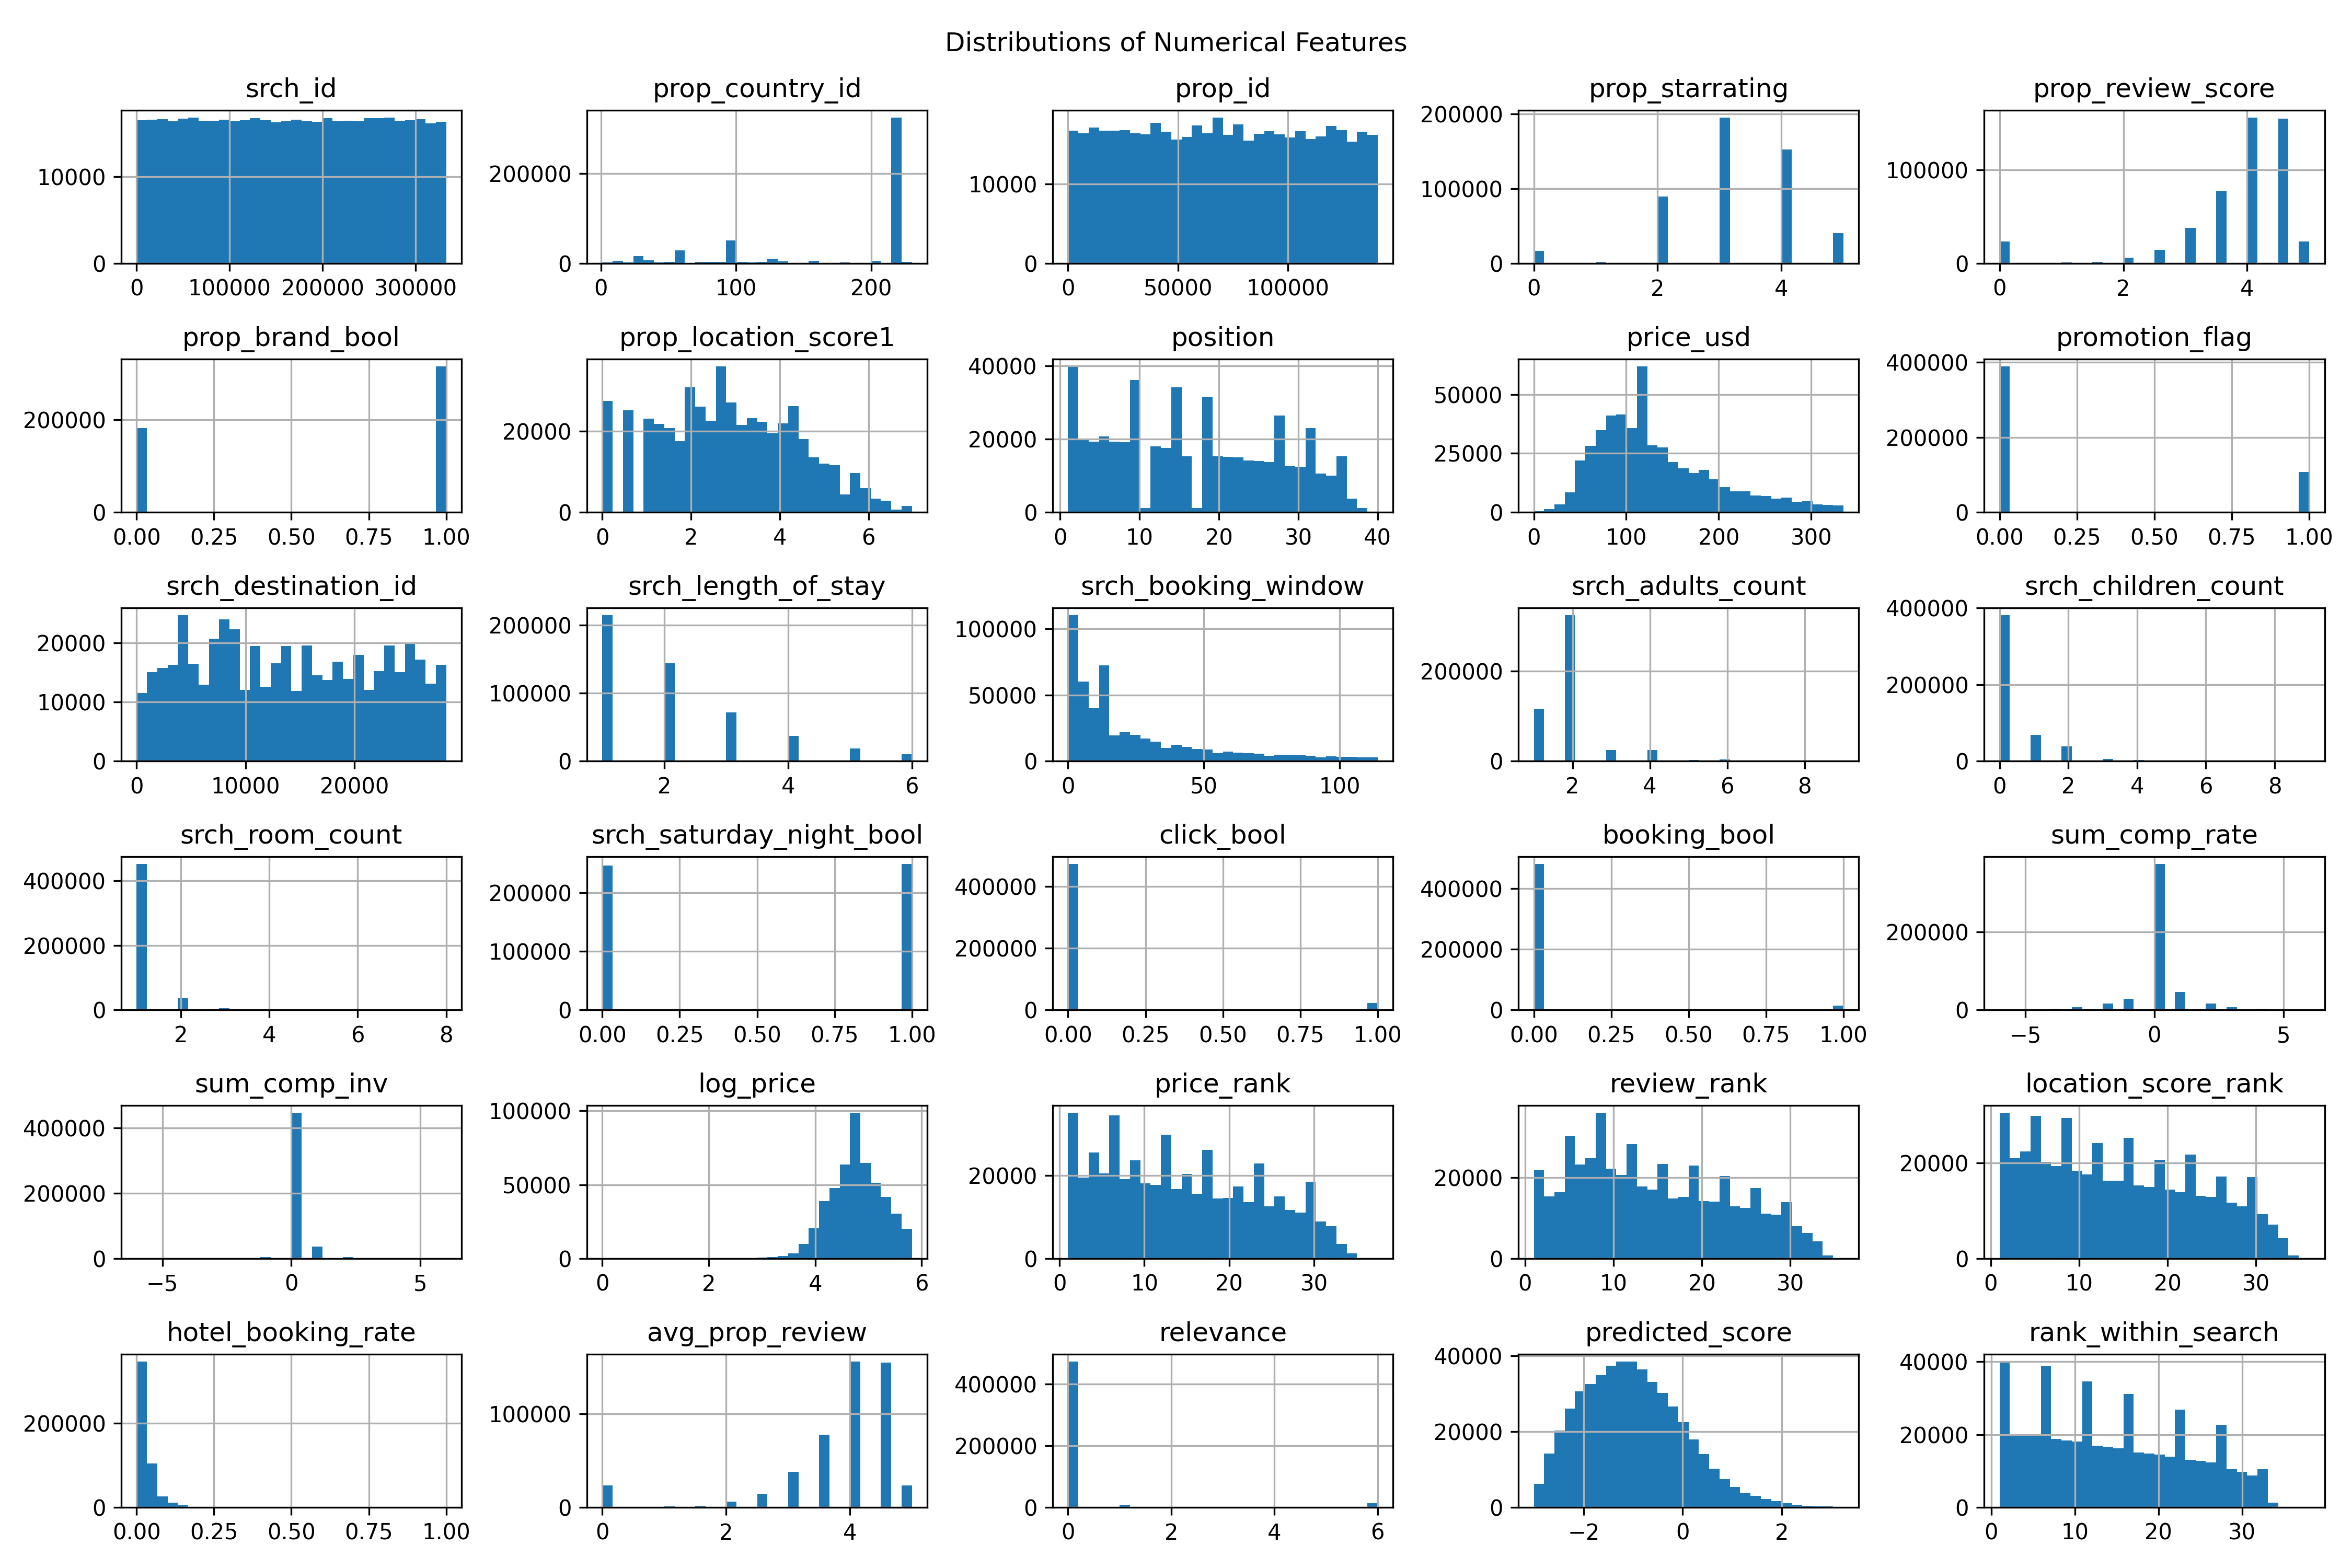 Distributions of Numerical Features
srch_id
10000
0
0 100000 200000 300000
prop_country_id
200000
0
0 100 200
prop_id
10000
0
0 50000 100000
prop_starrating
200000
100000
0
0 2 4
prop_review_score
100000
0
0 2 4
prop_brand_bool
200000
0
0.00 0.25 0.50 0.75 1.00
prop_location_score1
20000
0
0 2 4 6
position
40000
20000
0
0 10 20 30 40
price_usd
50000
25000
0
0 100 200 300
promotion_flag
400000
200000
0
0.00 0.25 0.50 0.75 1.00
srch_destination_id
20000
10000
0
0 10000 20000
srch_length_of_stay
200000
100000
0
2 4 6
srch_booking_window
100000
50000
0
0 50 100
srch_adults_count
200000
0
2 4 6 8
srch_children_count
400000
200000
0
0 2 4 6 8
srch_room_count
400000
200000
0
2 4 6 8
srch_saturday_night_bool
200000
100000
0
0.00 0.25 0.50 0.75 1.00
click_bool
400000
200000
0
0.00 0.25 0.50 0.75 1.00
booking_bool
400000
200000
0
0.00 0.25 0.50 0.75 1.00
sum_comp_rate
200000
0
−5 0 5
sum_comp_inv
400000
200000
0
−5 0 5
log_price
100000
50000
0
0 2 4 6
price_rank
20000
0
0 10 20 30
review_rank
20000
0
0 10 20 30
location_score_rank
20000
0
0 10 20 30
hotel_booking_rate
200000
0
0.00 0.25 0.50 0.75 1.00
avg_prop_review
100000
0
0 2 4
relevance
400000
200000
0
0 2 4 6
predicted_score
40000
20000
0
−2 0 2
rank_within_search
40000
20000
0
0 10 20 30